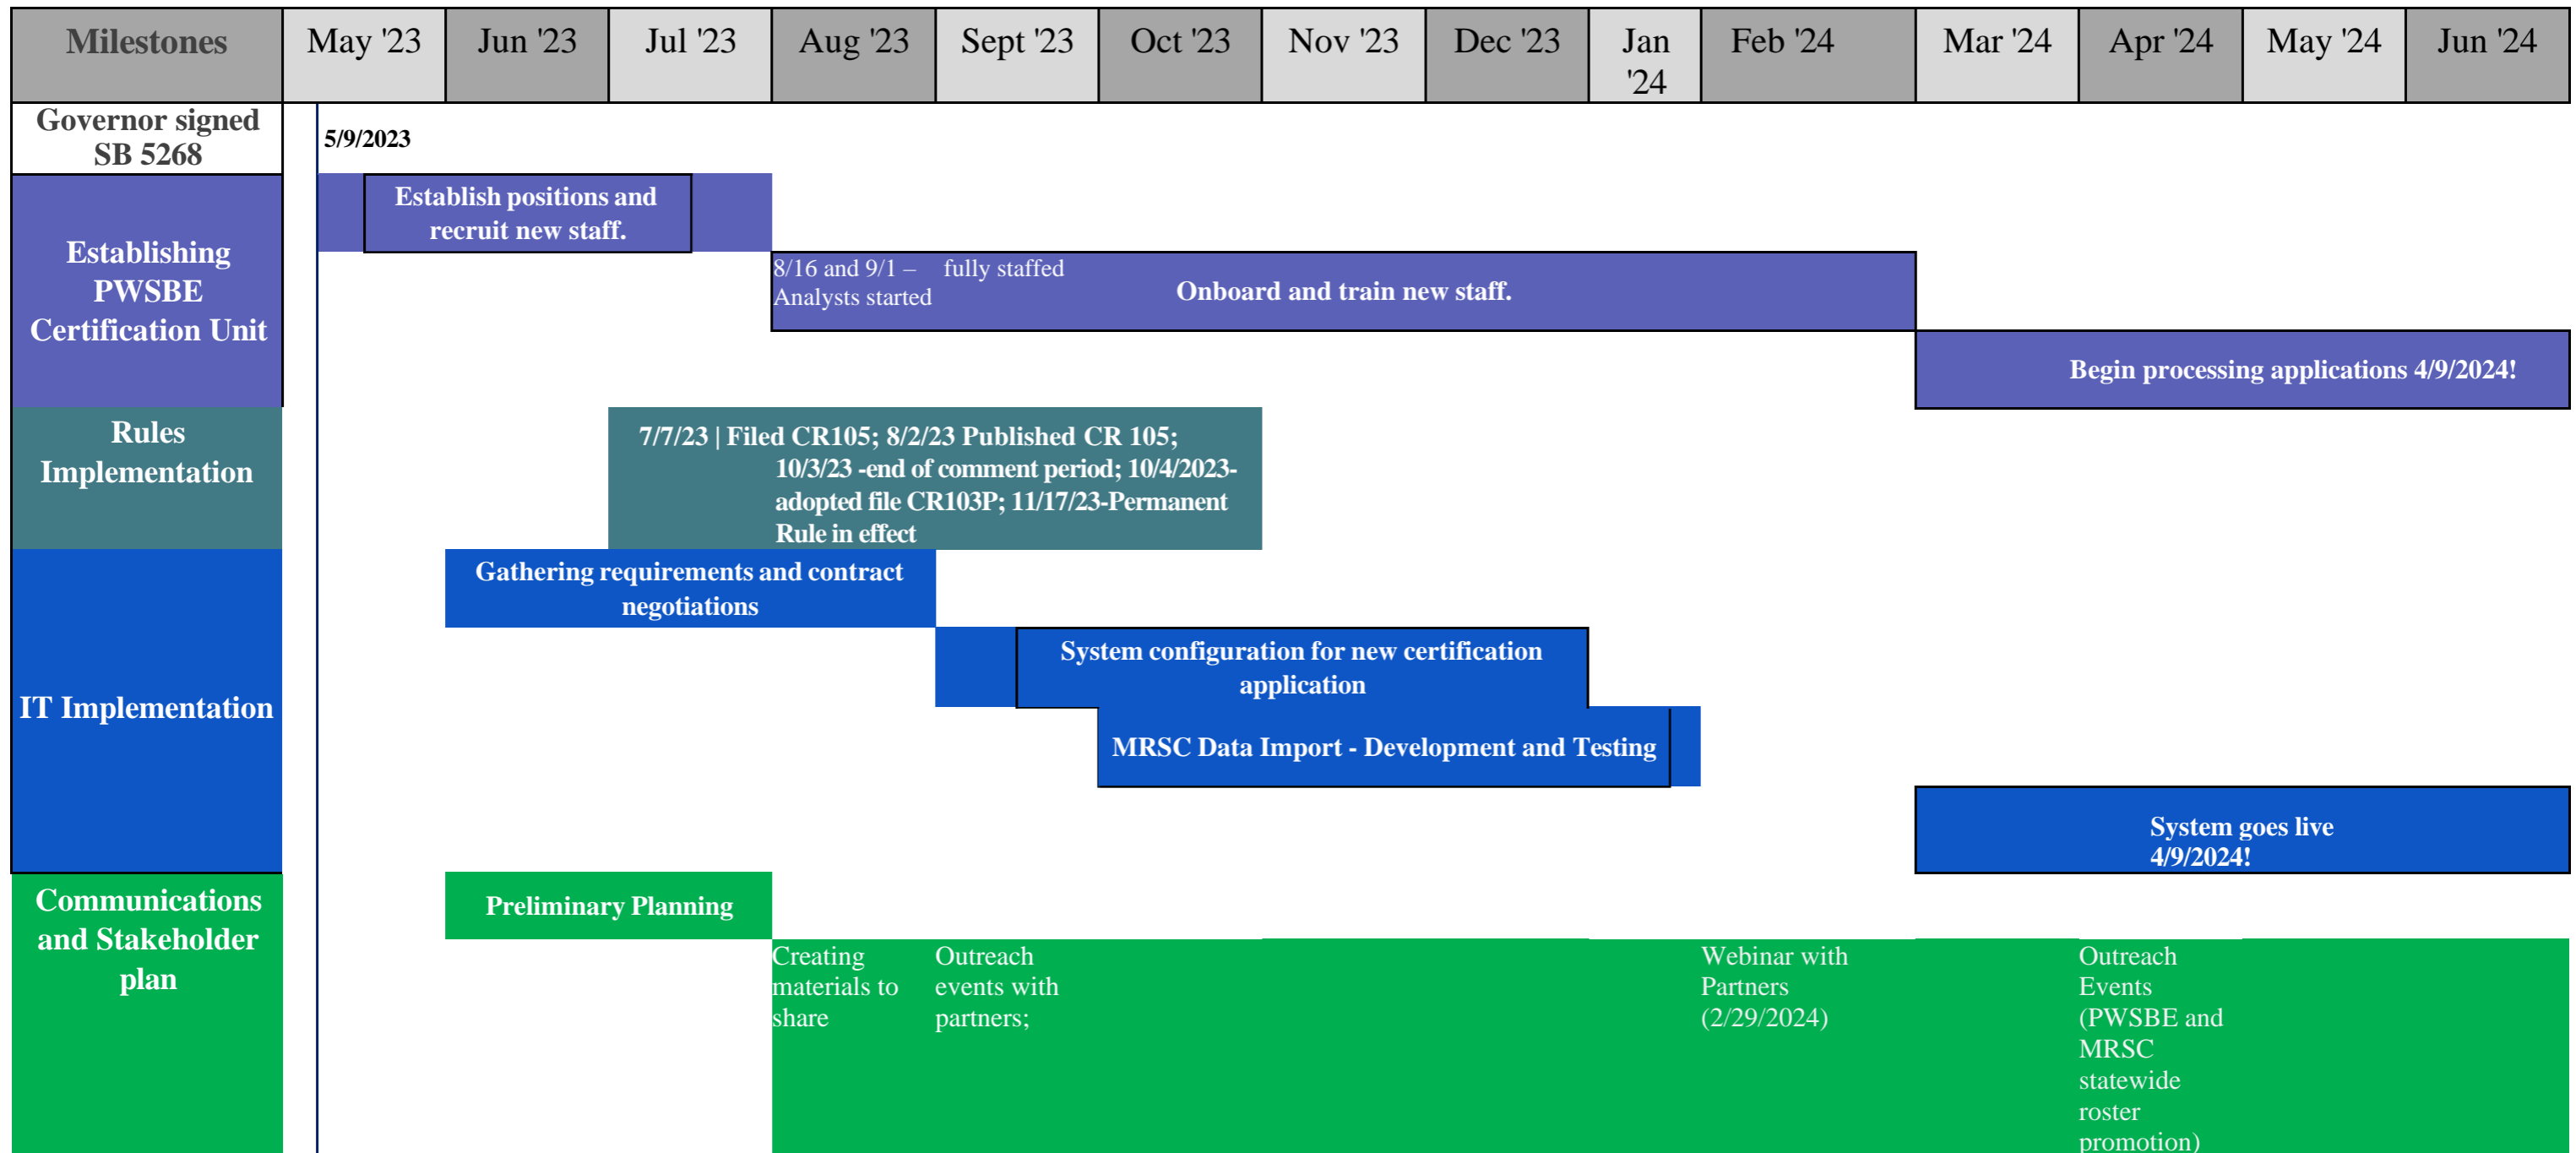 Milestones
May '23
Jun '23
Jul '23
Aug '23
Sept '23
Oct '23
Nov '23
Dec '23
Jan
'24
Feb '24
Mar '24
Apr '24
May '24
Jun '24
Governor signed
SB 5268
5/9/2023
Establishing
PWSBE
Certification Unit
Establish positions and
recruit new staff.
8/16 and 9/1 –
Analysts started
fully staffed
Onboard and train new staff.
Begin processing applications 4/9/2024!
Rules
Implementation
7/7/23 | Filed CR105; 8/2/23 Published CR 105;
10/3/23 -end of comment period; 10/4/2023-
adopted file CR103P; 11/17/23-Permanent
Rule in effect
IT Implementation
Gathering requirements and contract
negotiations
System configuration for new certification
application
MRSC Data Import - Development and Testing
System goes live
4/9/2024!
Communications
and Stakeholder
plan
Preliminary Planning
Creating
materials to
share
Outreach
events with
partners;
Webinar with
Partners
(2/29/2024)
Outreach
Events
(PWSBE and
MRSC
statewide
roster
promotion)